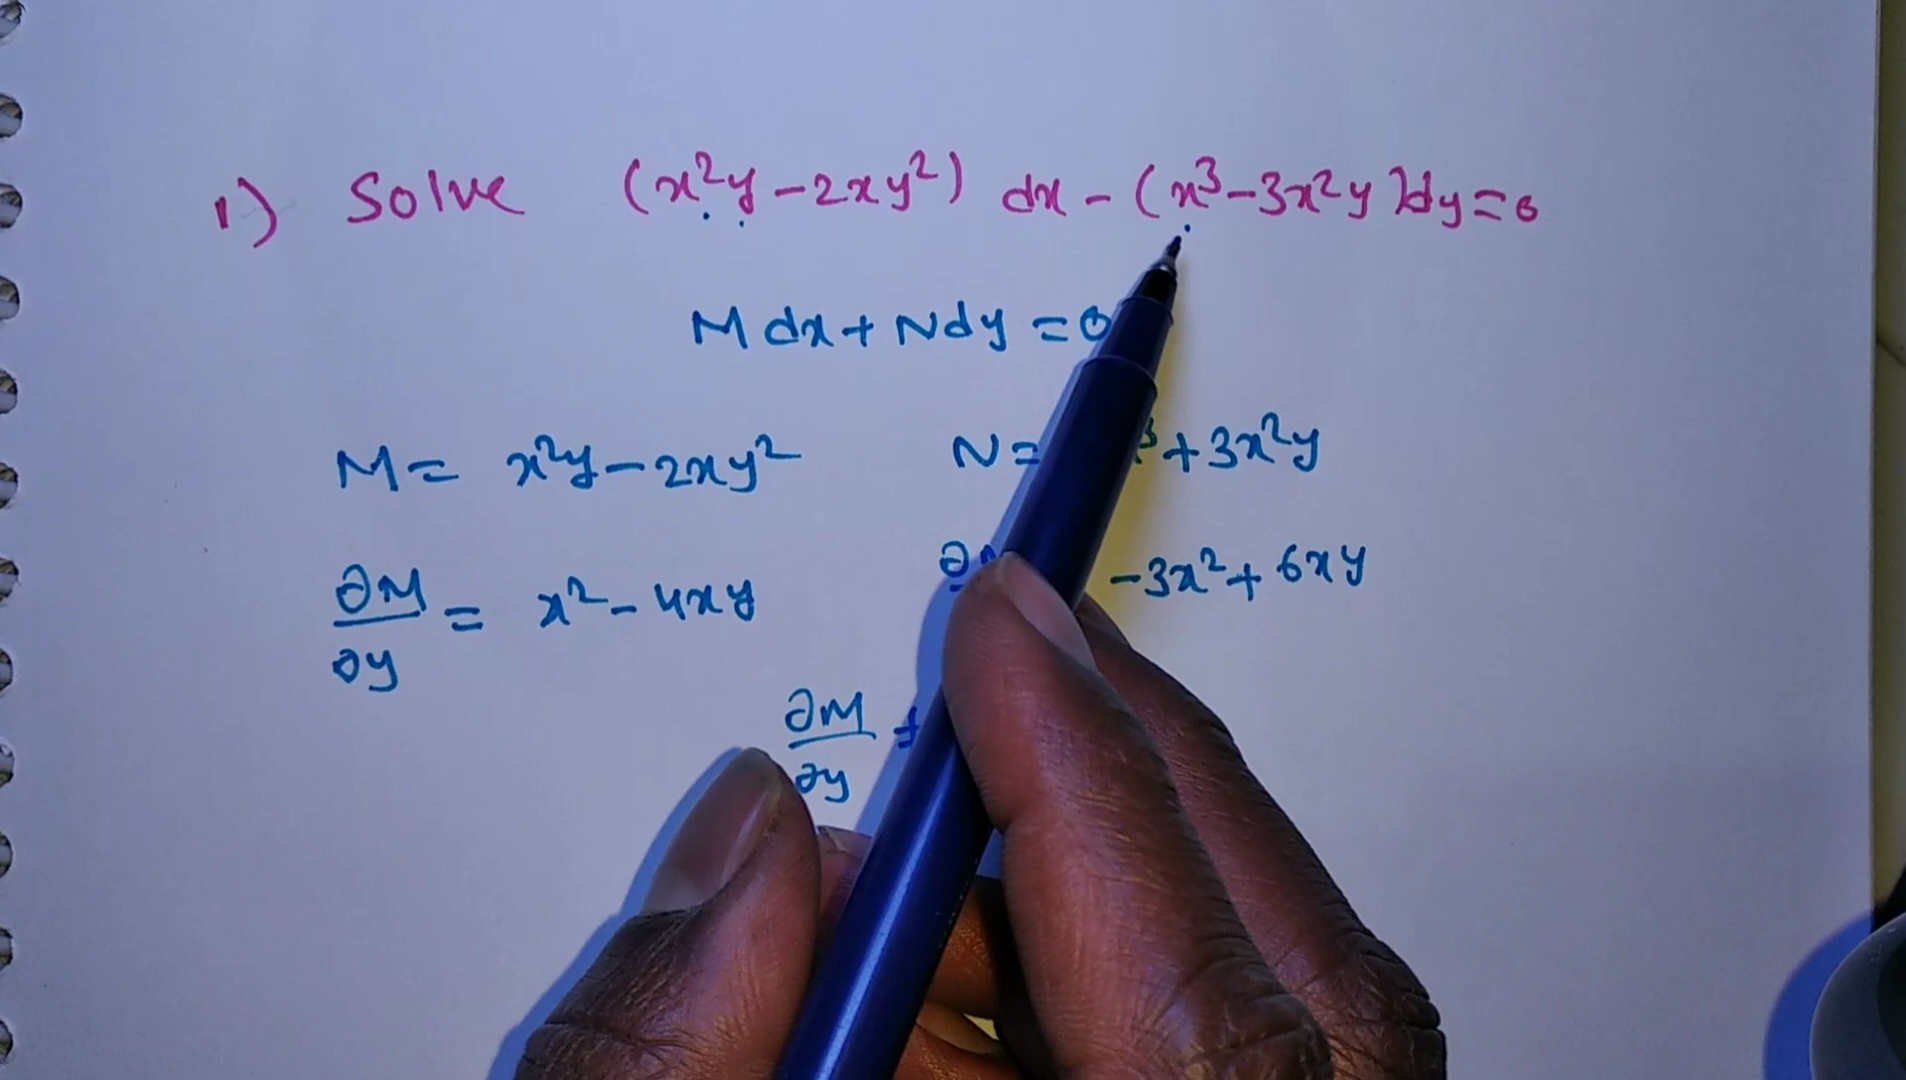 1) Solve (x²y - 2xy²) dx - (x³ - 3x²y) dy = 0
M dx + N dy = 0
M = x²y - 2xy² N = ³ + 3x²y
∂M/∂y = x² - 4xy ∂ -3x² + 6xy
∂M/∂y ≠